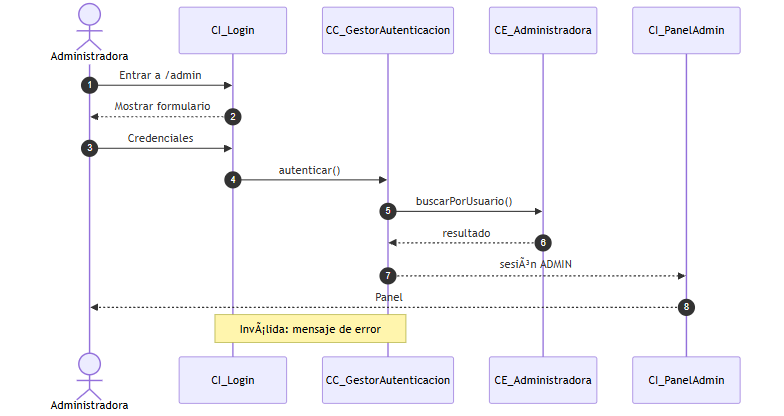 Administradora
CI_Login
CC_GestorAutenticacion
CE_Administradora
CI_PanelAdmin
1 Entrar a /admin
Mostrar formulario 2
3 Credenciales
4 autenticar()
5 buscarPorUsuario()
resultado 6
7 sesiÃ³n ADMIN
Panel 8
InvÃ¡lida: mensaje de error
Administradora
CI_Login
CC_GestorAutenticacion
CE_Administradora
CI_PanelAdmin